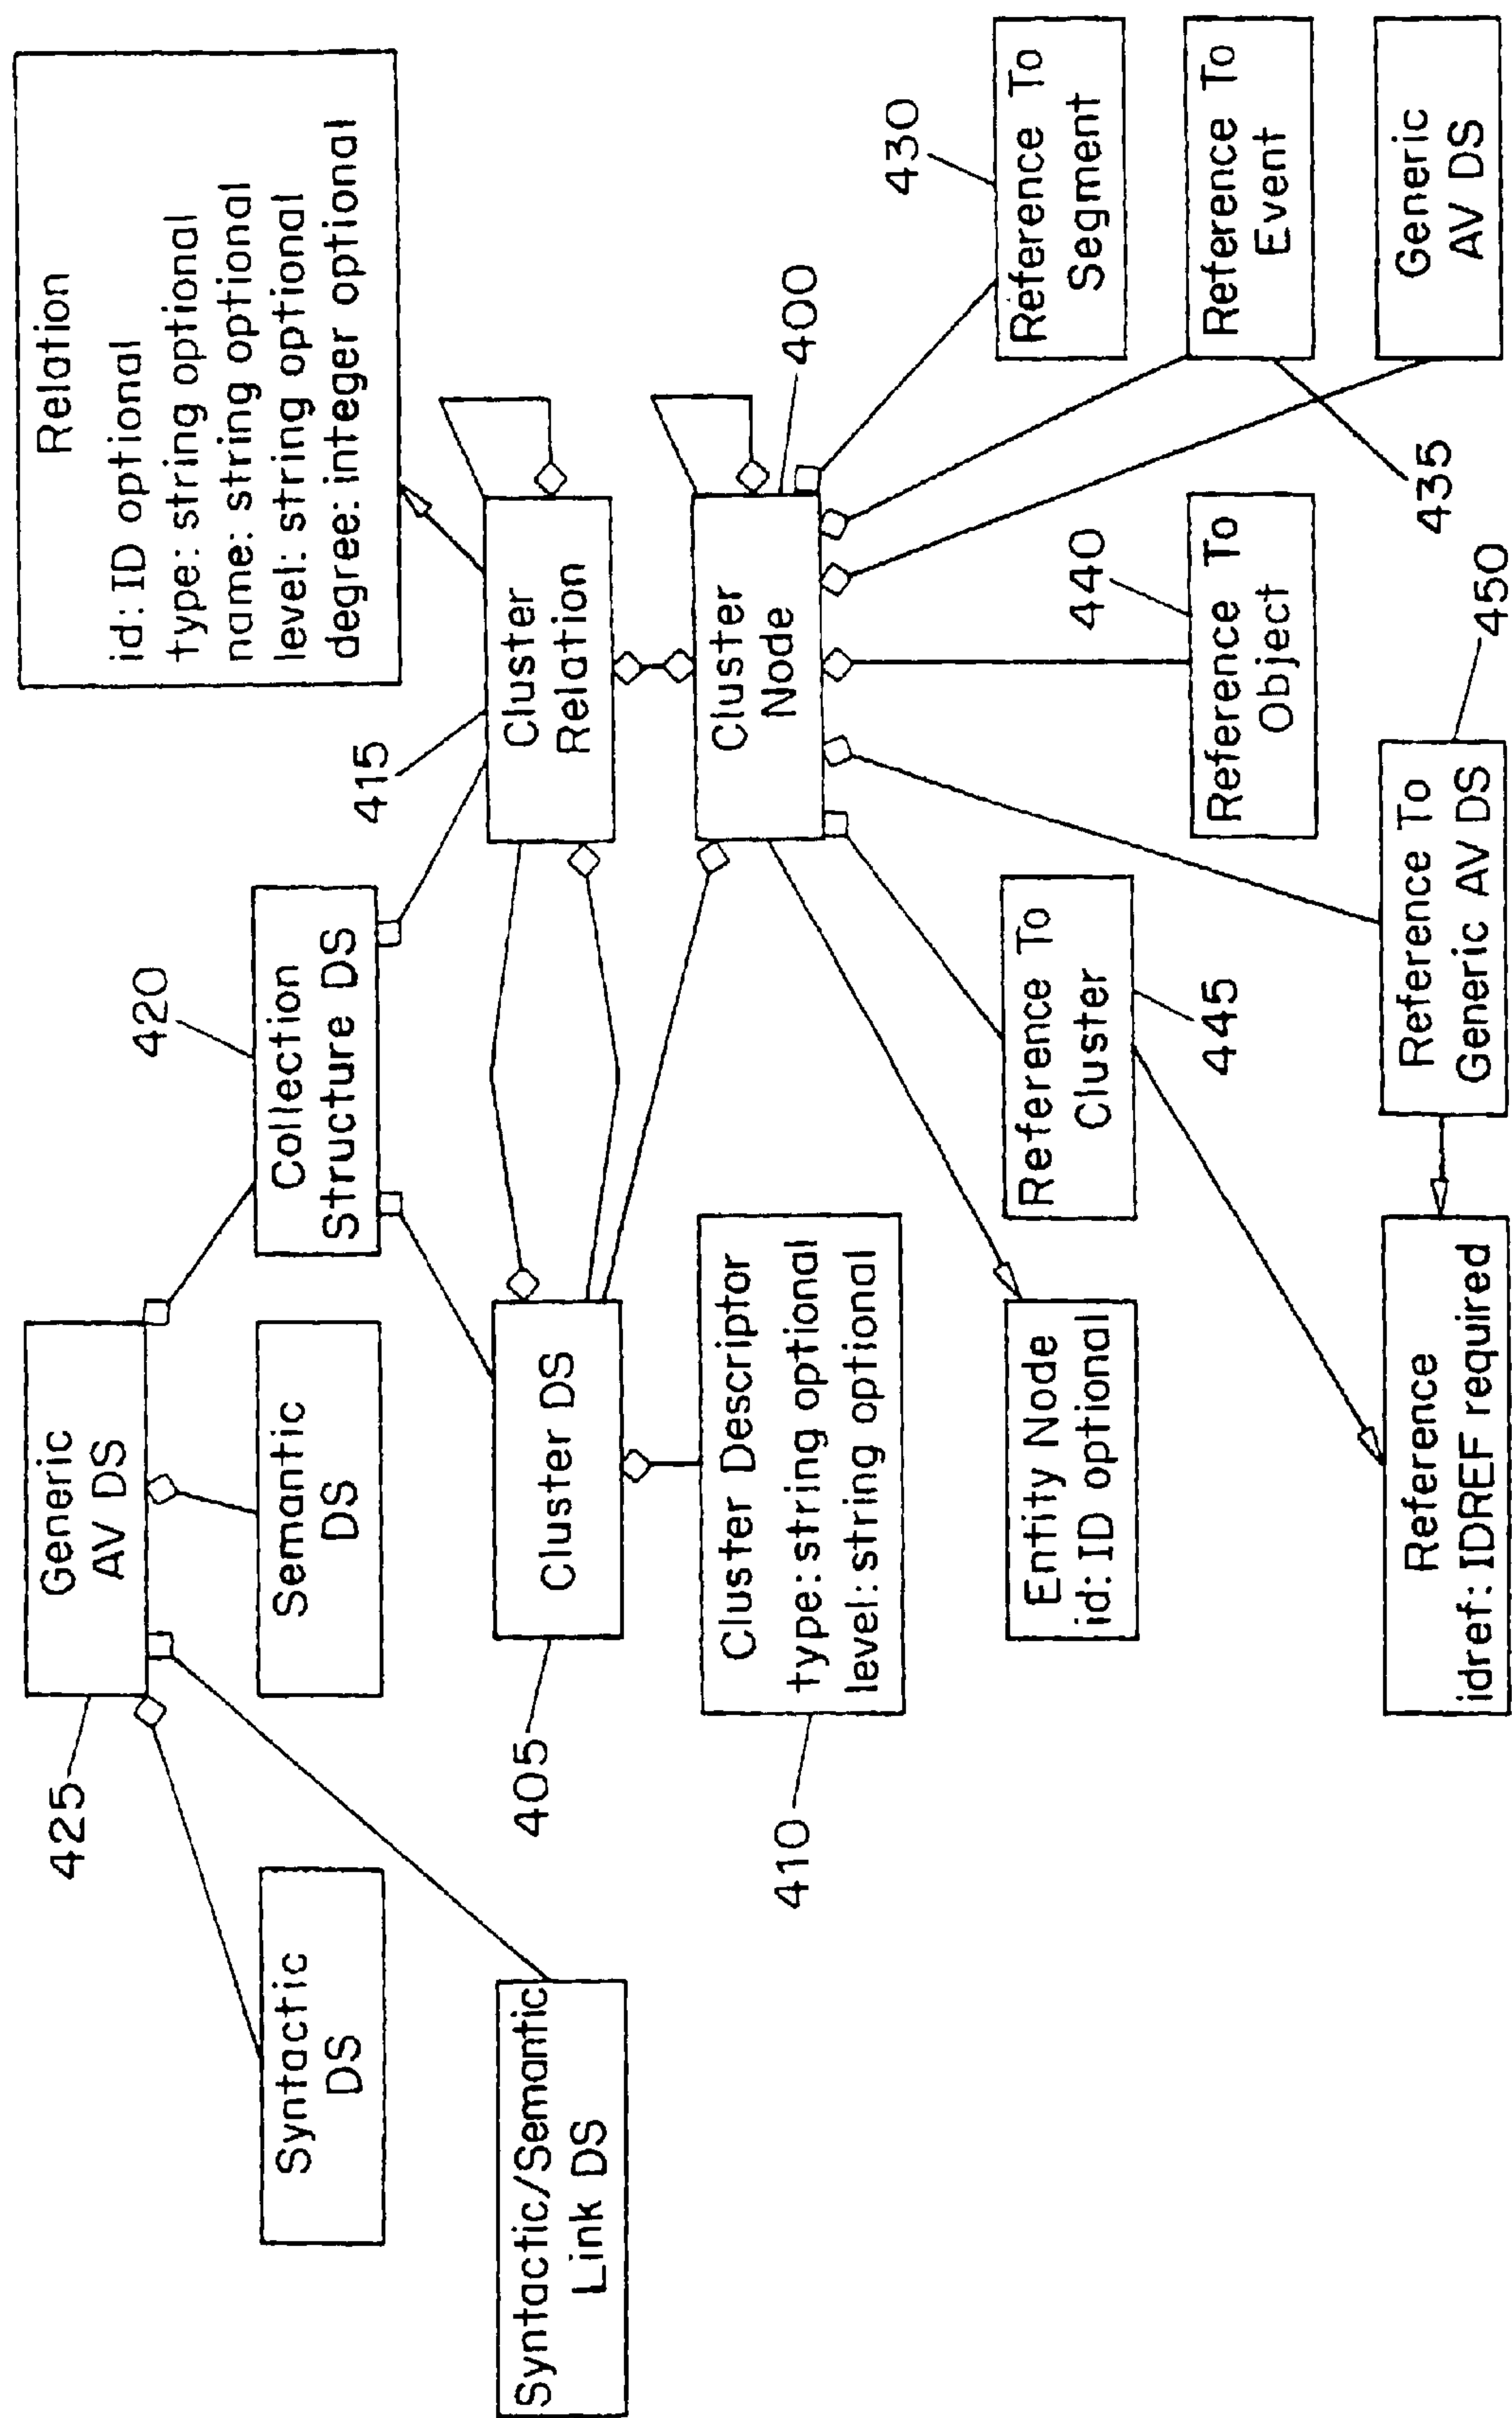 Relation
id: ID optional
type: string optional
name: string optional
level: string optional
degree: integer optional
Generic
AV DS
425
Syntactic
DS
Semantic
DS
420
Collection
Structure DS
415
Syntactic/Semantic
Link DS
405
Cluster DS
Cluster
Relation
410
Cluster Descriptor
type: string optional
level: string optional
Cluster
Node
400
430
Entity Node
id: ID optional
Reference To
Cluster
445
440
Reference To
Segment
Reference To
Object
435
Reference To
Event
Reference
idref: IDREF required
Reference To
Generic AV DS
450
Generic
AV DS